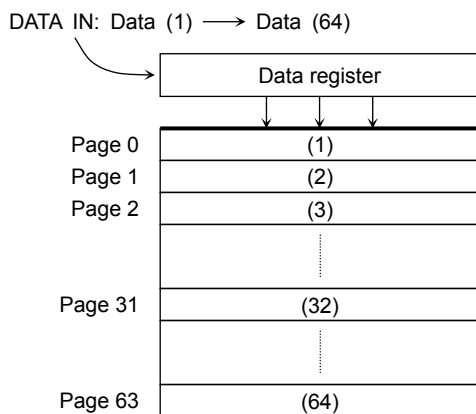 DATA IN: Data (1) ⟶ Data (64)
Data register
Page 0 (1)
Page 1 (2)
Page 2 (3)
Page 31 (32)
Page 63 (64)